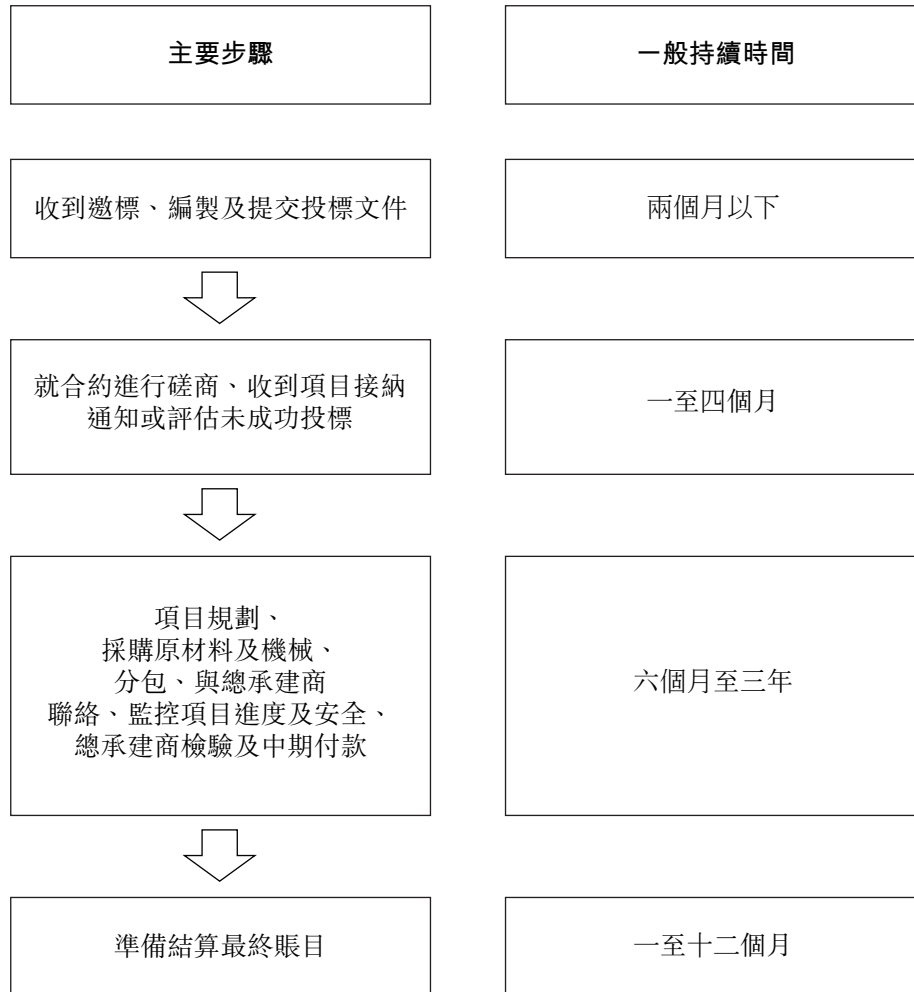 主要步驟
一般持續時間
收到邀標、編製及提交投標文件
兩個月以下
就合約進行磋商、收到項目接納
通知或評估未成功投標
一至四個月
項目規劃、
採購原材料及機械、
分包、與總承建商
聯絡、監控項目進度及安全、
總承建商檢驗及中期付款
六個月至三年
準備結算最終賬目
一至十二個月